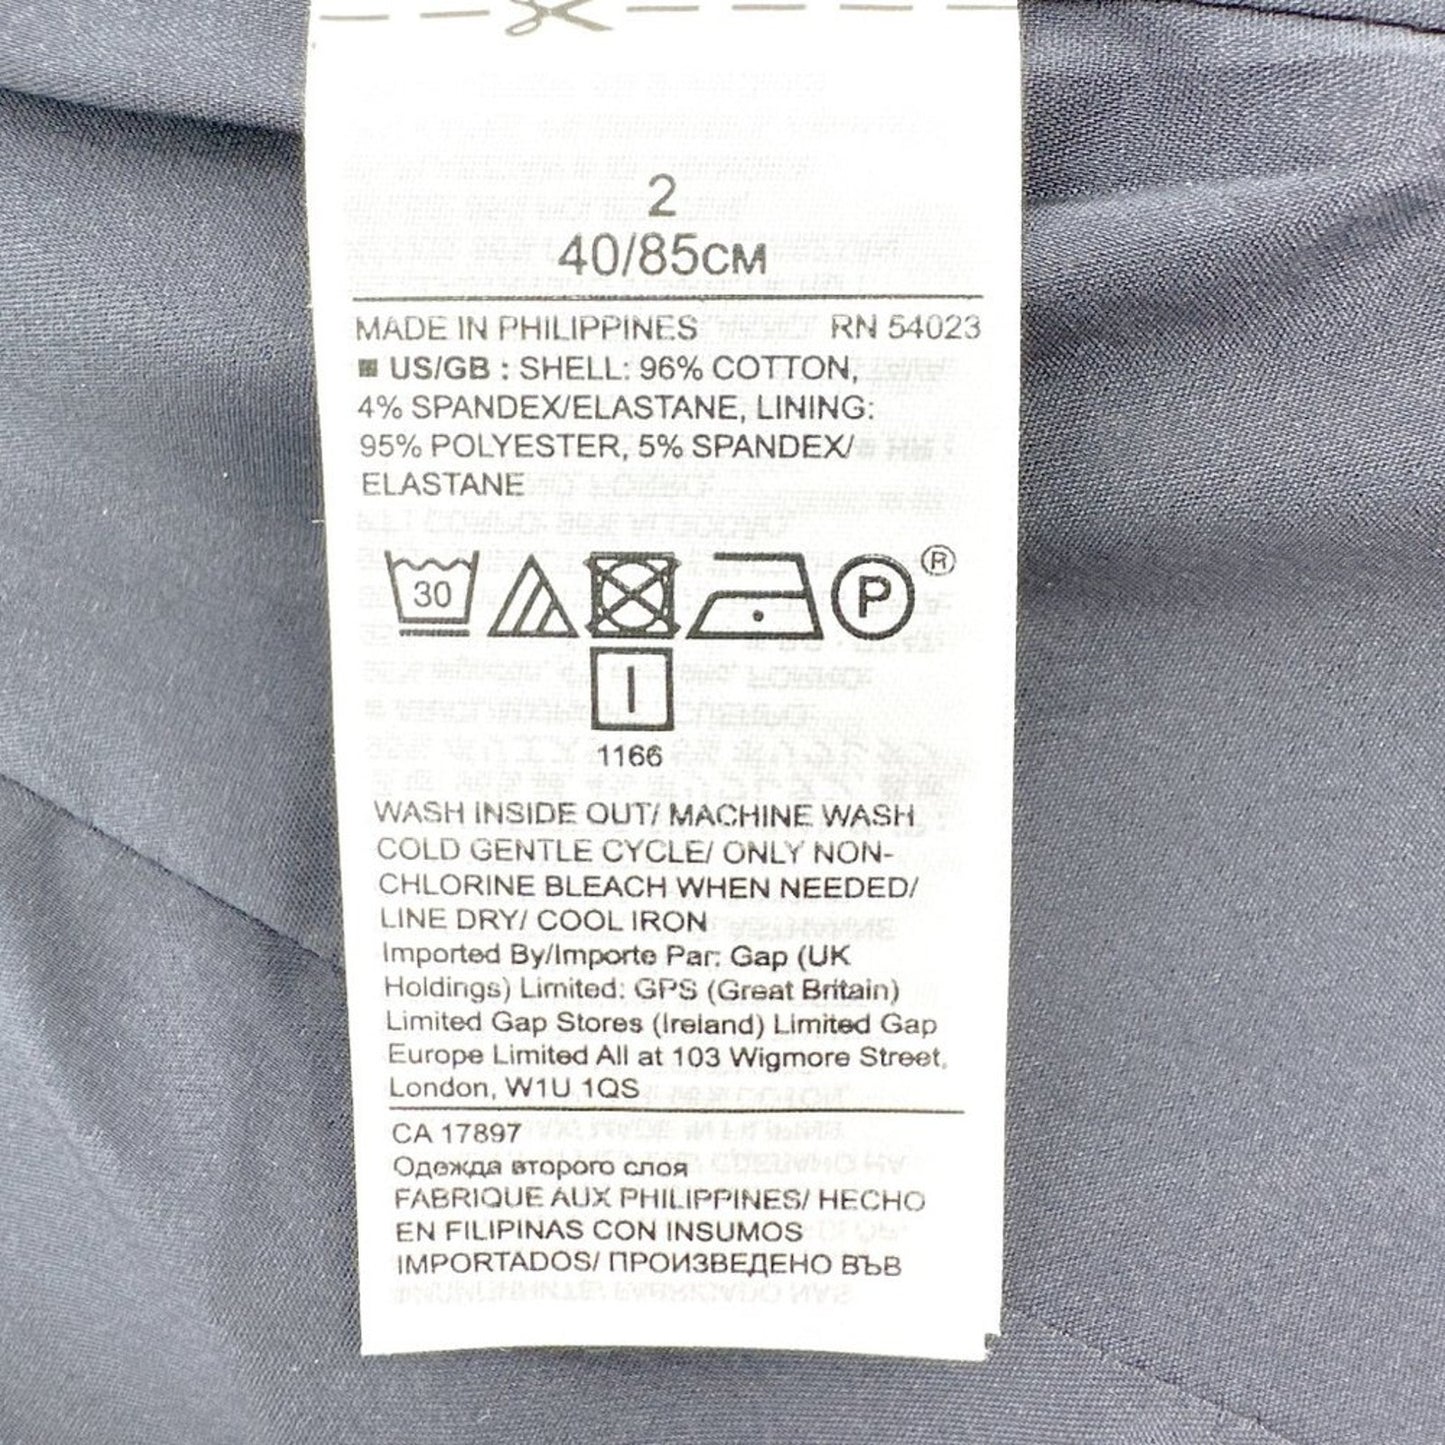 2
40/85CM
MADE IN PHILIPPINES RN 54023
US/GB : SHELL: 96% COTTON,
4% SPANDEX/ELASTANE, LINING:
95% POLYESTER, 5% SPANDEX/
ELASTANE
30 P ®
1166
WASH INSIDE OUT/ MACHINE WASH
COLD GENTLE CYCLE/ ONLY NON-
CHLORINE BLEACH WHEN NEEDED/
LINE DRY/ COOL IRON
Imported By/Importe Par: Gap (UK
Holdings) Limited: GPS (Great Britain)
Limited Gap Stores (Ireland) Limited Gap
Europe Limited All at 103 Wigmore Street,
London, W1U 1QS
CA 17897
Одежда второго слоя
FABRIQUE AUX PHILIPPINES/ HECHO
EN FILIPINAS CON INSUMOS
IMPORTADOS/ ПРОИЗВЕДЕНО ВЪВ